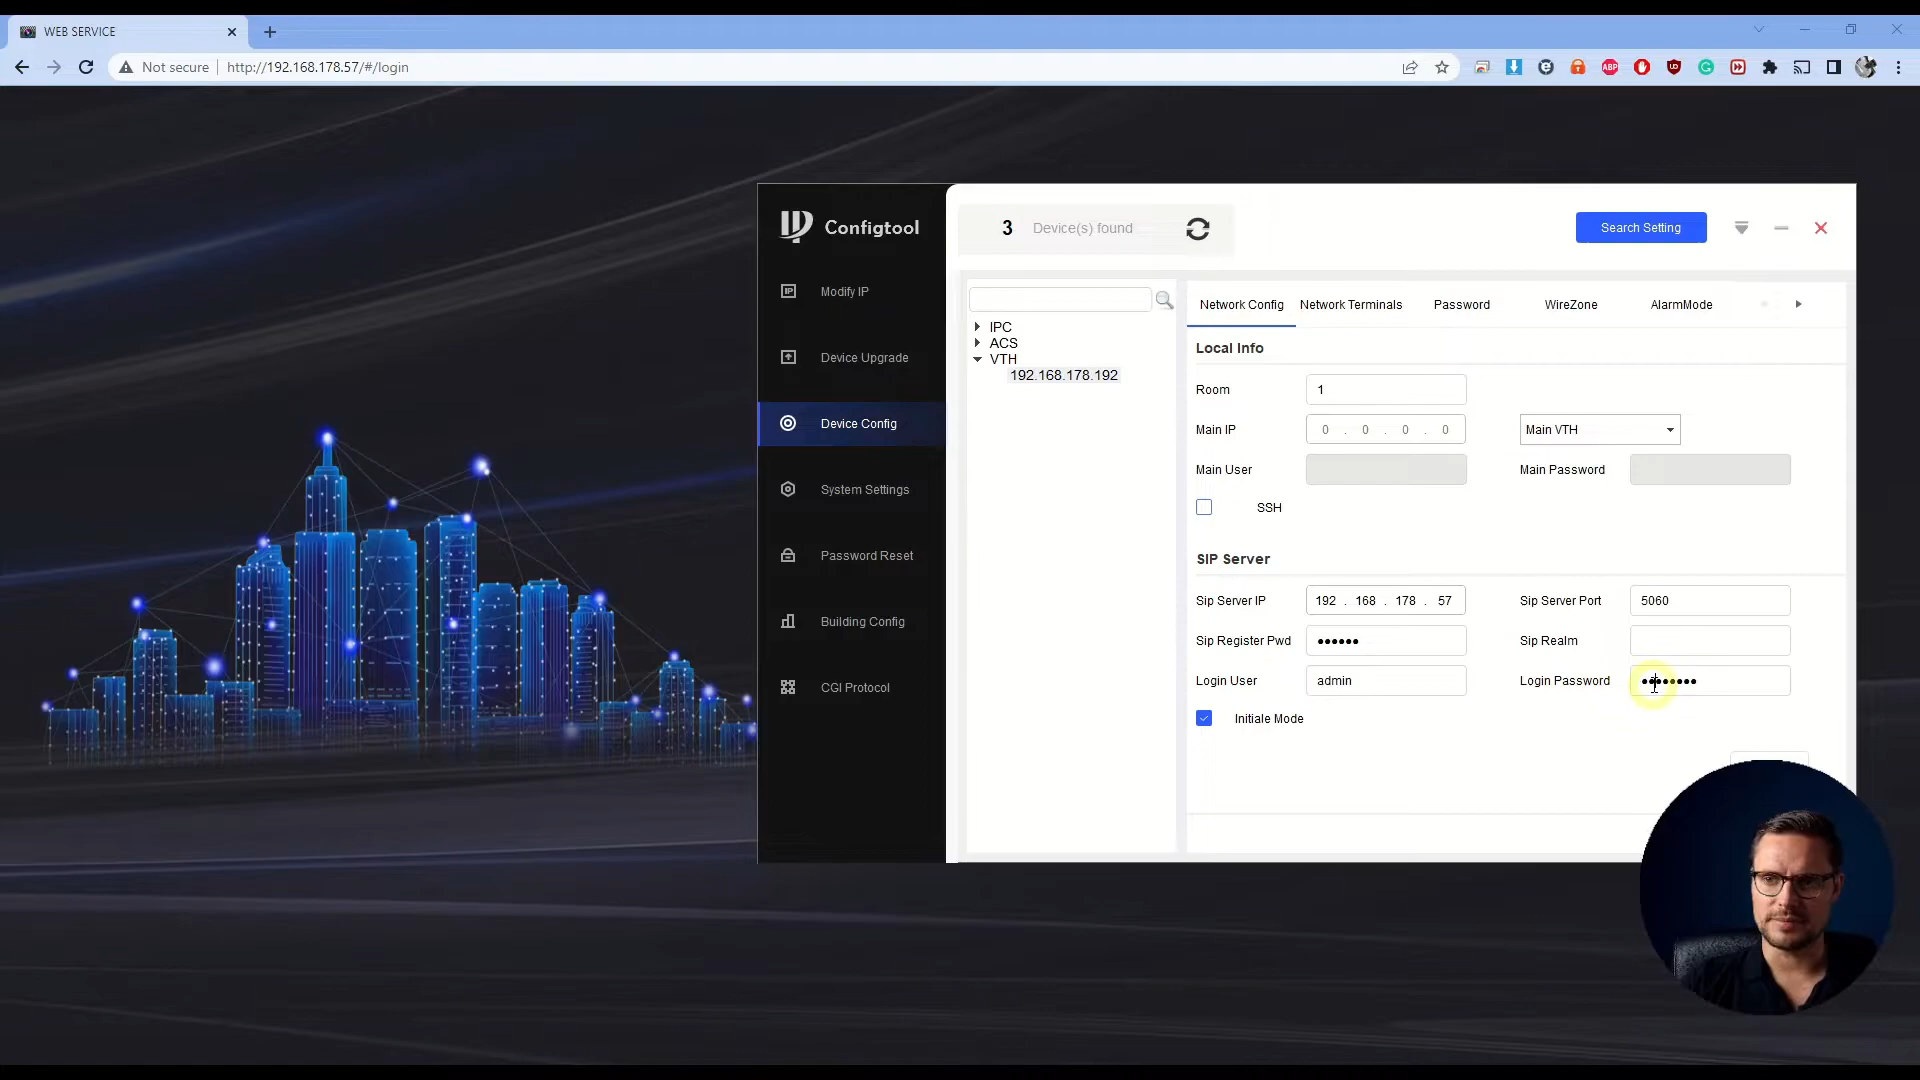 WEB SERVICE
Not secure
http://192.168.178.57/#/login
ABP
IP Configtool
3 Device(s) found
Search Setting
Modify IP
Device Upgrade
Device Config
System Settings
Password Reset
Building Config
CGI Protocol
IPC
ACS
VTH
192.168.178.192
Network Config Network Terminals Password WireZone AlarmMode
Local Info
Room 1
Main IP 0 . 0 . 0 . 0 Main VTH
Main User Main Password
SSH
SIP Server
Sip Server IP 192 . 168 . 178 . 57 Sip Server Port 5060
Sip Register Pwd •••••• Sip Realm
Login User admin Login Password ••••••••
Initiale Mode